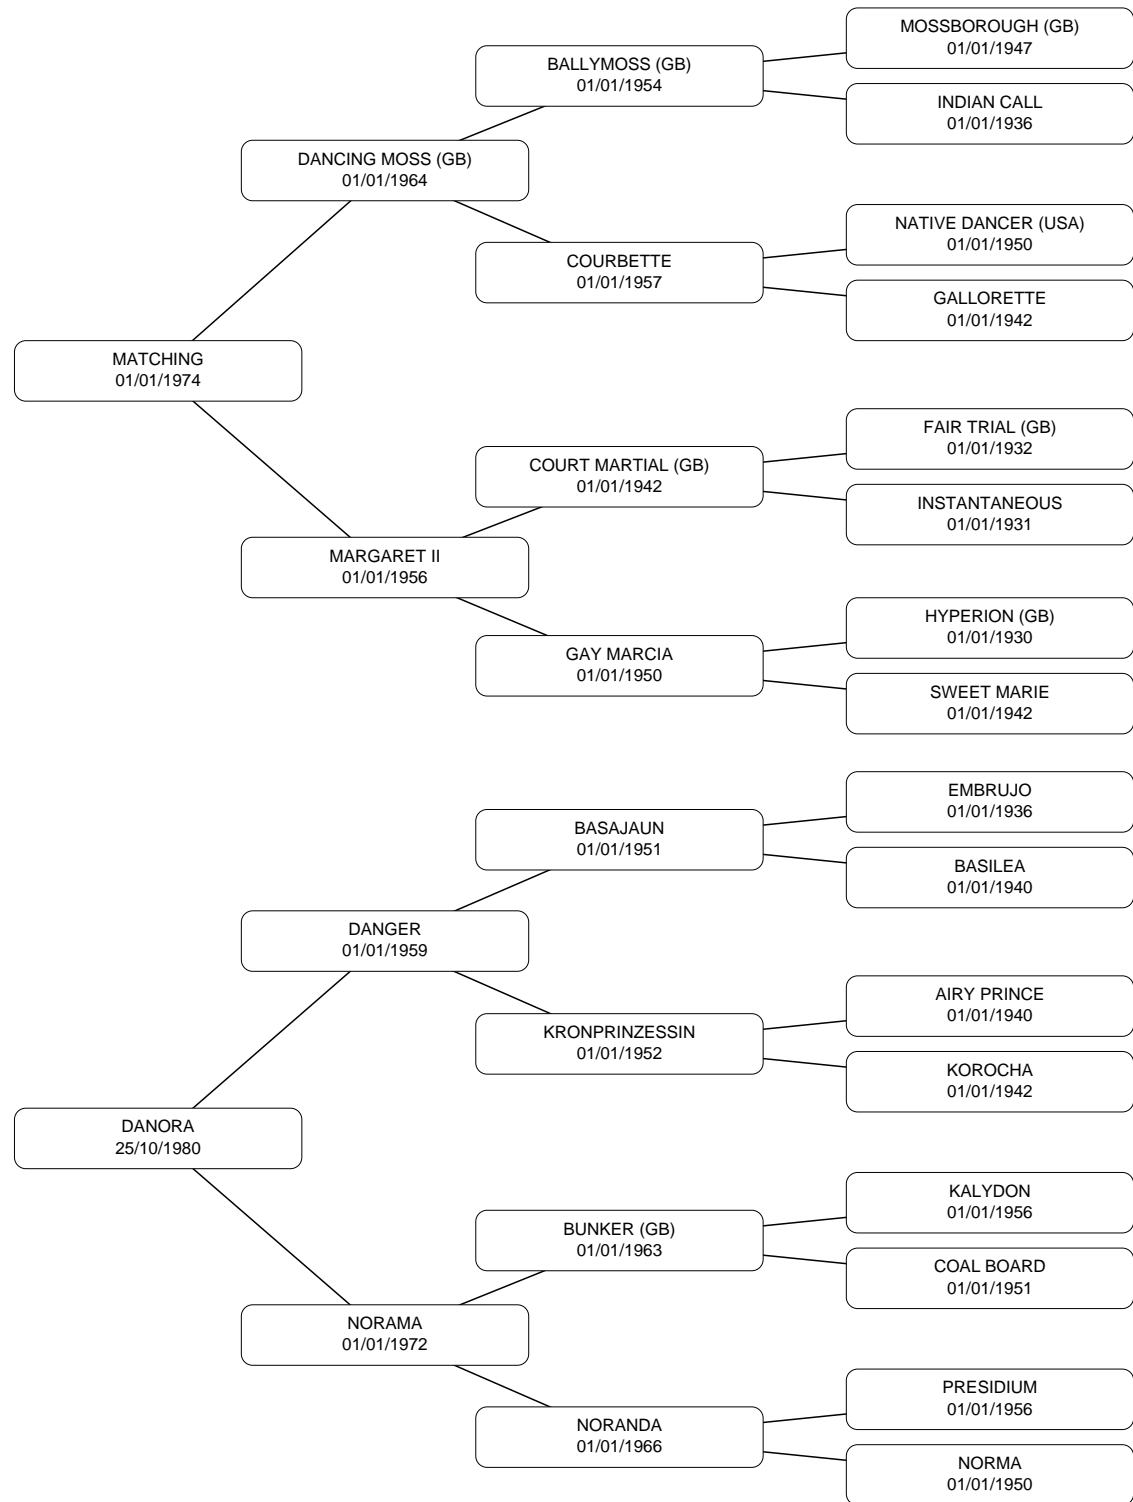 MOSSBOROUGH (GB)
01/01/1947
BALLYMOSS (GB)
01/01/1954
INDIAN CALL
01/01/1936
DANCING MOSS (GB)
01/01/1964
NATIVE DANCER (USA)
01/01/1950
COURBETTE
01/01/1957
GALLORETTE
01/01/1942
MATCHING
01/01/1974
FAIR TRIAL (GB)
01/01/1932
COURT MARTIAL (GB)
01/01/1942
INSTANTANEOUS
01/01/1931
MARGARET II
01/01/1956
HYPERION (GB)
01/01/1930
GAY MARCIA
01/01/1950
SWEET MARIE
01/01/1942
EMBRUJO
01/01/1936
BASAJAUN
01/01/1951
BASILEA
01/01/1940
DANGER
01/01/1959
AIRY PRINCE
01/01/1940
KRONPRINZESSIN
01/01/1952
KOROCHA
01/01/1942
DANORA
25/10/1980
KALYDON
01/01/1956
BUNKER (GB)
01/01/1963
COAL BOARD
01/01/1951
NORAMA
01/01/1972
PRESIDIUM
01/01/1956
NORANDA
01/01/1966
NORMA
01/01/1950